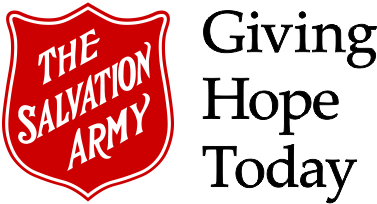 THE
SALVATION
ARMY
Giving
Hope
Today